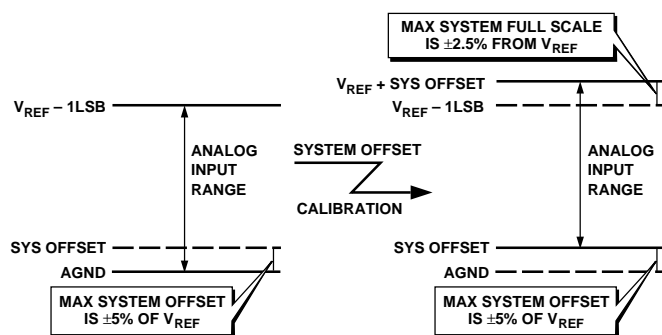 MAX SYSTEM FULL SCALE
IS ±2.5% FROM VREF
VREF + SYS OFFSET
VREF – 1LSB
VREF – 1LSB
SYSTEM OFFSET
CALIBRATION
ANALOG
INPUT
RANGE
ANALOG
INPUT
RANGE
SYS OFFSET
AGND
SYS OFFSET
AGND
MAX SYSTEM OFFSET
IS ±5% OF VREF
MAX SYSTEM OFFSET
IS ±5% OF VREF